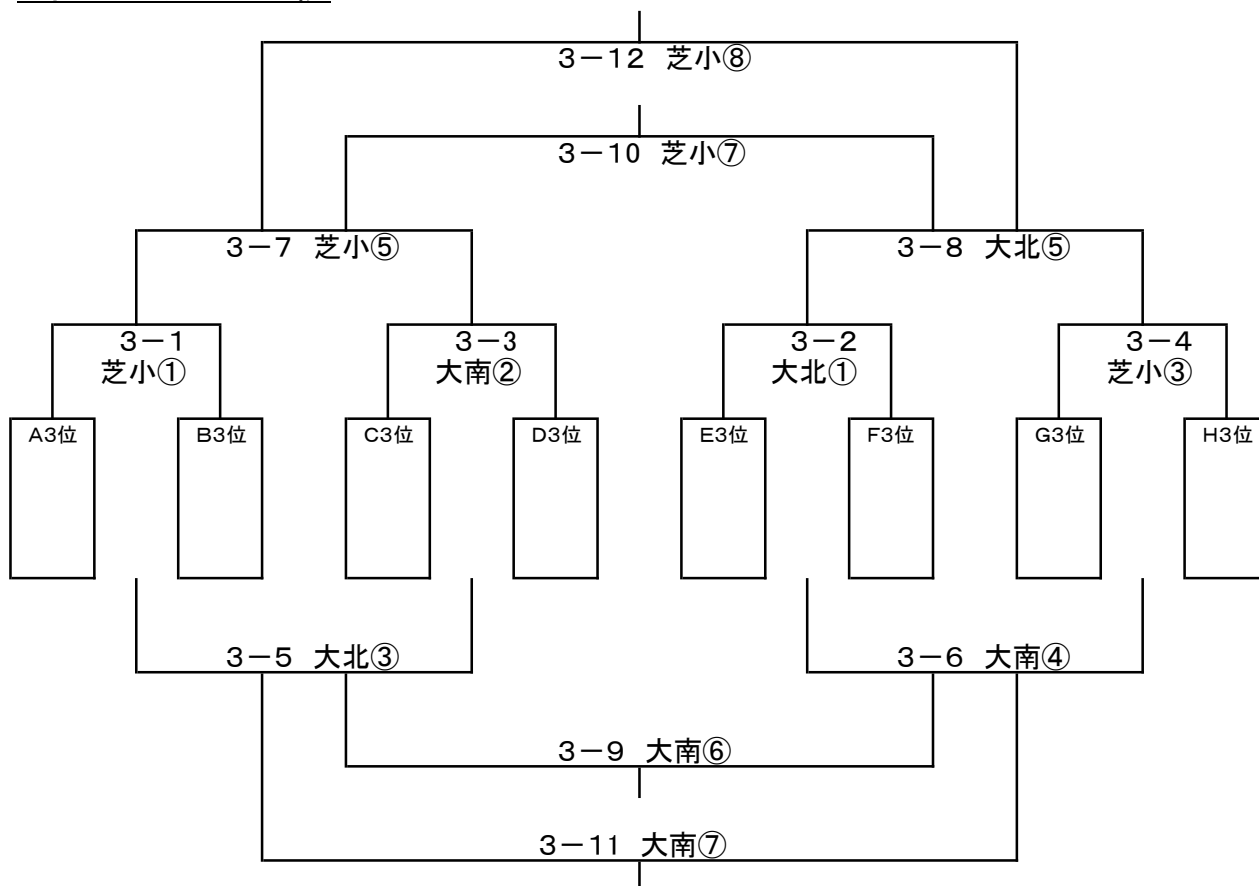 3－12 芝小⑧
3－10 芝小⑦
3－7 芝小⑤
3－8 大北⑤
3－1
芝小①
3－3
大南②
3－2
大北①
3－4
芝小③
A3位
B3位
C3位
D3位
E3位
F3位
G3位
H3位
3－5 大北③
3－6 大南④
3－9 大南⑥
3－11 大南⑦